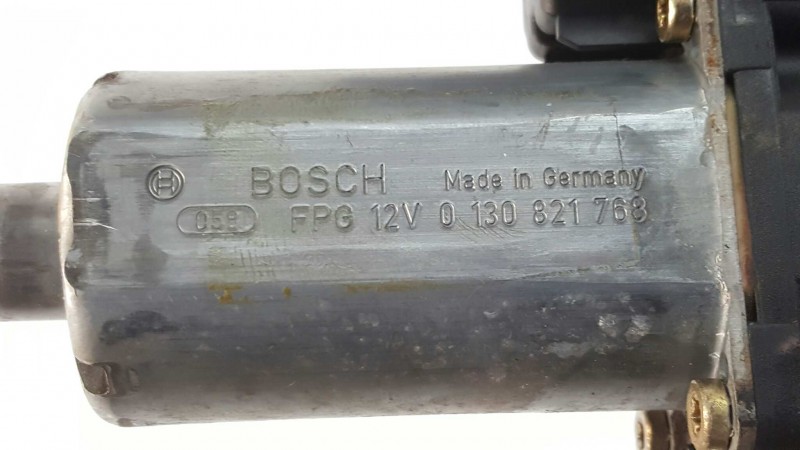 BOSCH Made in Germany
058 FPG 12V 0 130 821 768